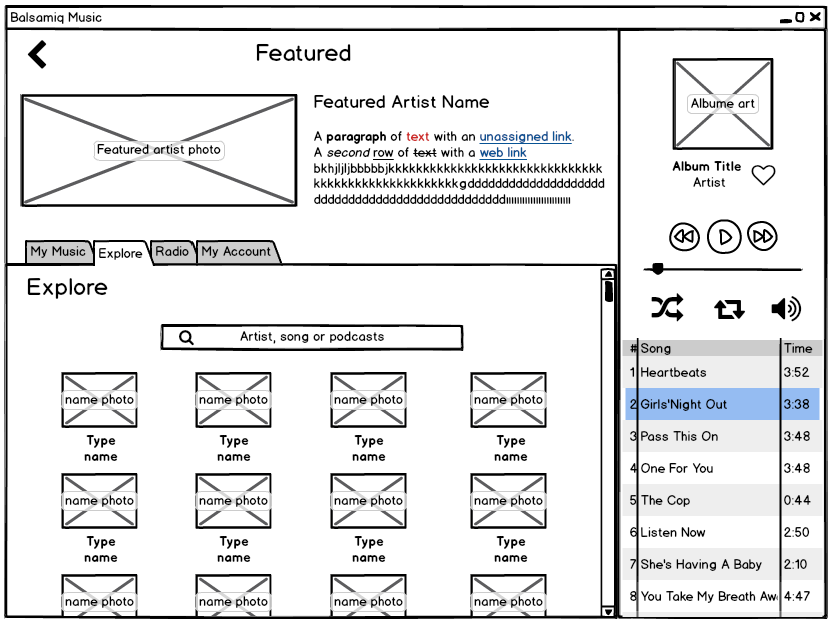 Balsamiq Music
Featured
Featured artist photo
Featured Artist Name
A paragraph of text with an unassigned link.
A second row of text with a web link
My Music
Explore
Radio
My Account
Explore
Artist, song or podcasts
name photo
name photo
name photo
name photo
Type name
Type name
Type name
Type name
name photo
name photo
name photo
name photo
Type name
Type name
Type name
Type name
name photo
name photo
name photo
name photo
Albume art
Album Title
Artist
# Song Time
1 Heartbeats 3:52
2 Girls'Night Out 3:38
3 Pass This On 3:48
4 One For You 3:48
5 The Cop 0:44
6 Listen Now 2:50
7 She's Having A Baby 2:10
8 You Take My Breath Aw 4:47